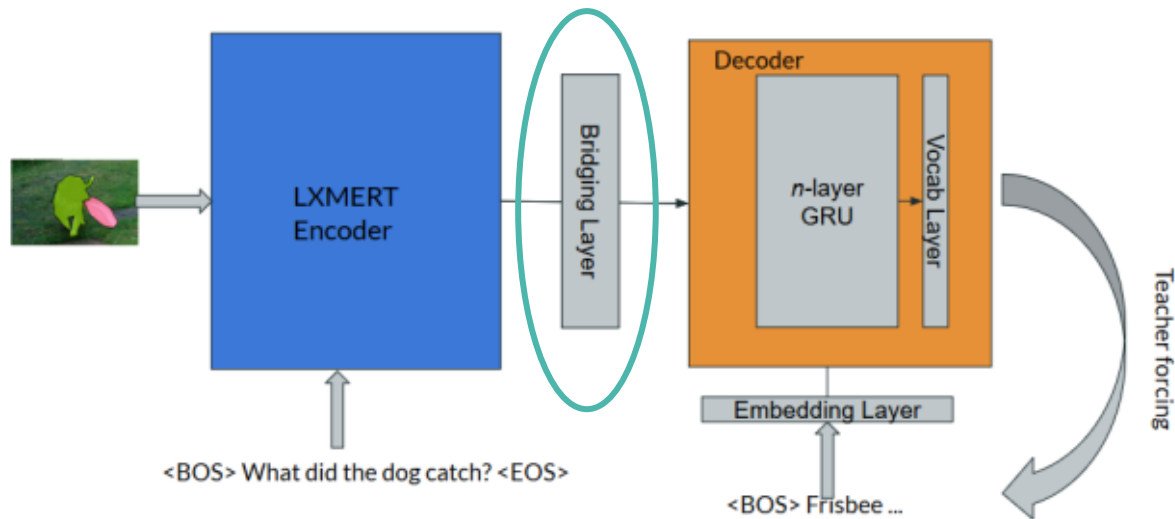 LXMERT
Encoder
Bridging Layer
Decoder
n-layer
GRU
Vocab Layer
Embedding Layer
Teacher forcing
<BOS> What did the dog catch? <EOS>
<BOS> Frisbee ...